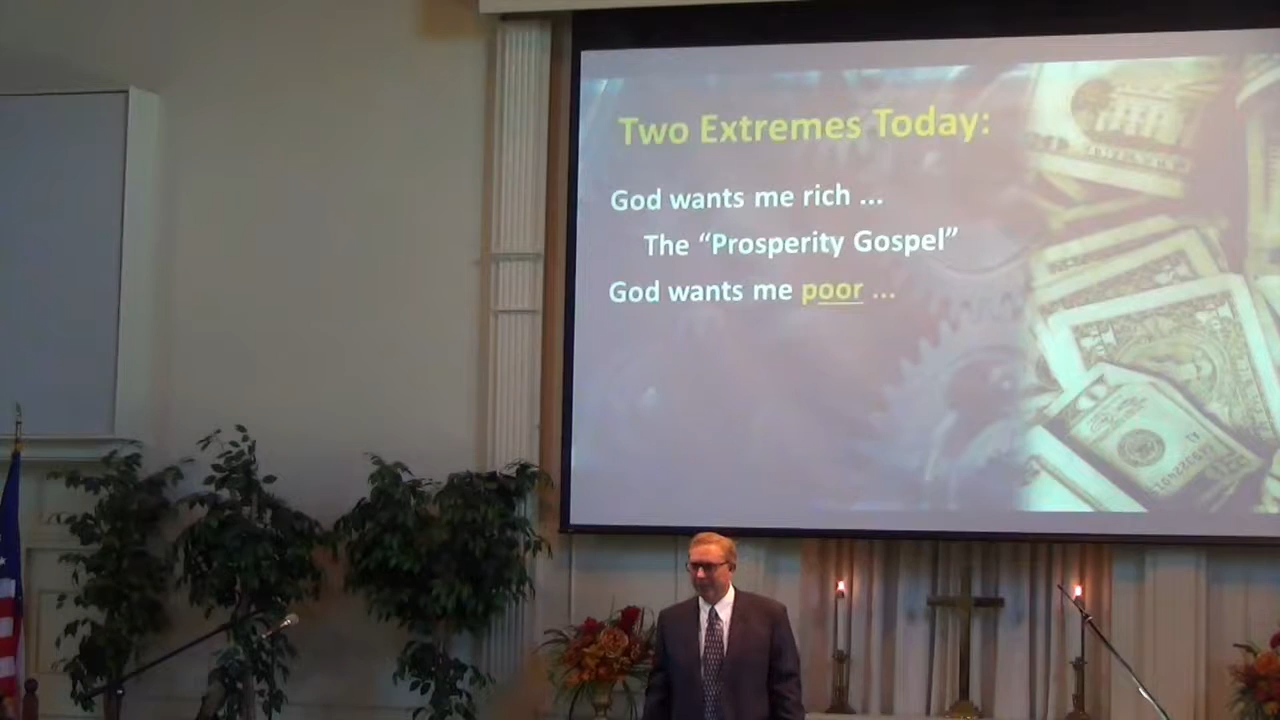 Two Extremes Today:
God wants me rich ...
The “Prosperity Gospel”
God wants me poor ...